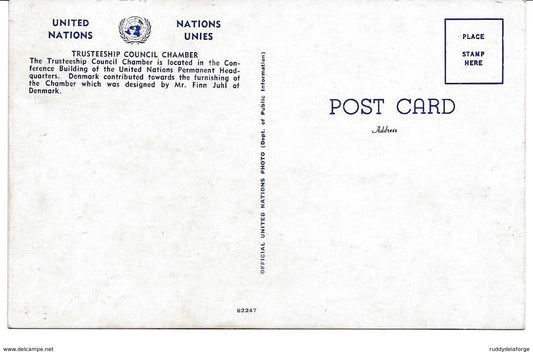 UNITED NATIONS
NATIONS UNIES
TRUSTEESHIP COUNCIL CHAMBER
The Trusteeship Council Chamber is located in the Con-
ference Building of the United Nations Permanent Head-
quarters. Denmark contributed towards the furnishing of
the Chamber which was designed by Mr. Finn Juhl of
Denmark.
OFFICIAL UNITED NATIONS PHOTO (Dept. of Public Information)
62247
PLACE
STAMP
HERE
POST CARD
Address
www.delcampe.net
ruddydelaforge